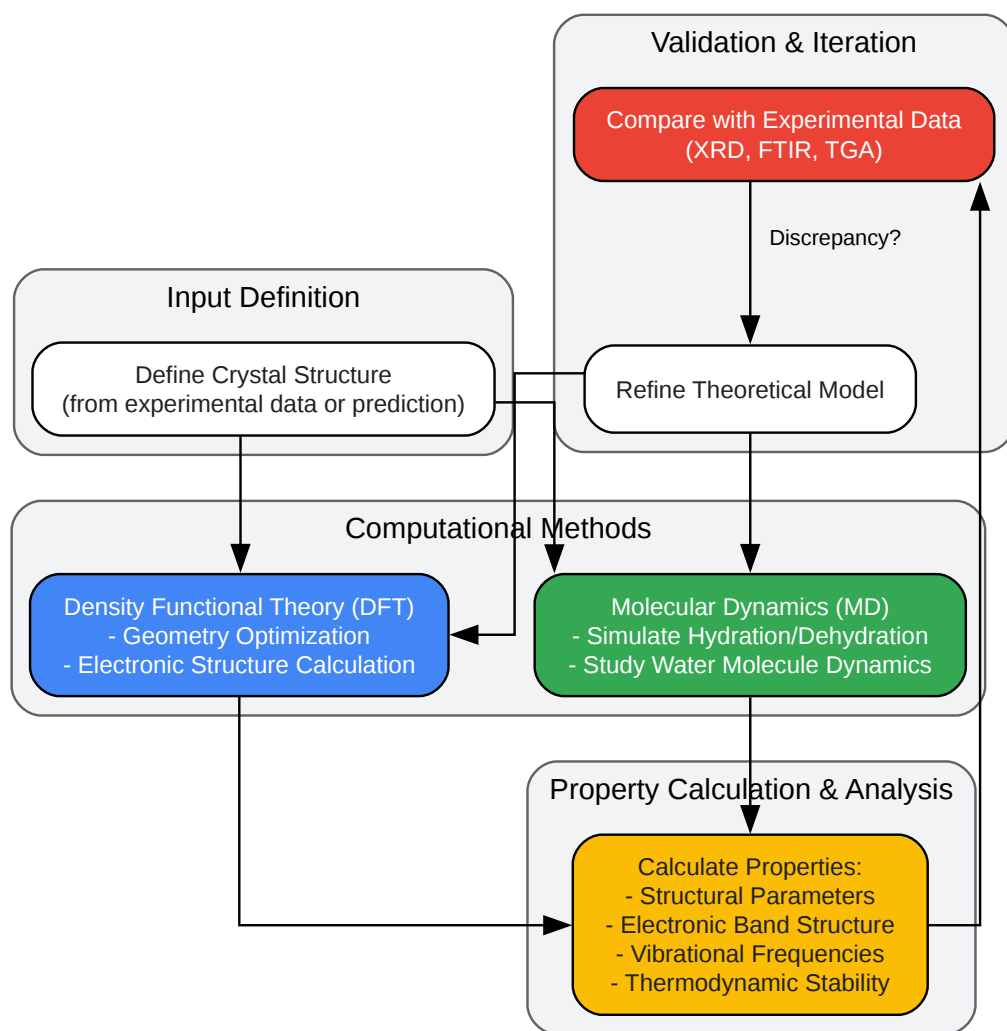 Validation & Iteration
Compare with Experimental Data
(XRD, FTIR, TGA)
Discrepancy?
Input Definition
Define Crystal Structure
(from experimental data or prediction)
Refine Theoretical Model
Computational Methods
Density Functional Theory (DFT)
- Geometry Optimization
- Electronic Structure Calculation
Molecular Dynamics (MD)
- Simulate Hydration/Dehydration
- Study Water Molecule Dynamics
Property Calculation & Analysis
Calculate Properties:
- Structural Parameters
- Electronic Band Structure
- Vibrational Frequencies
- Thermodynamic Stability